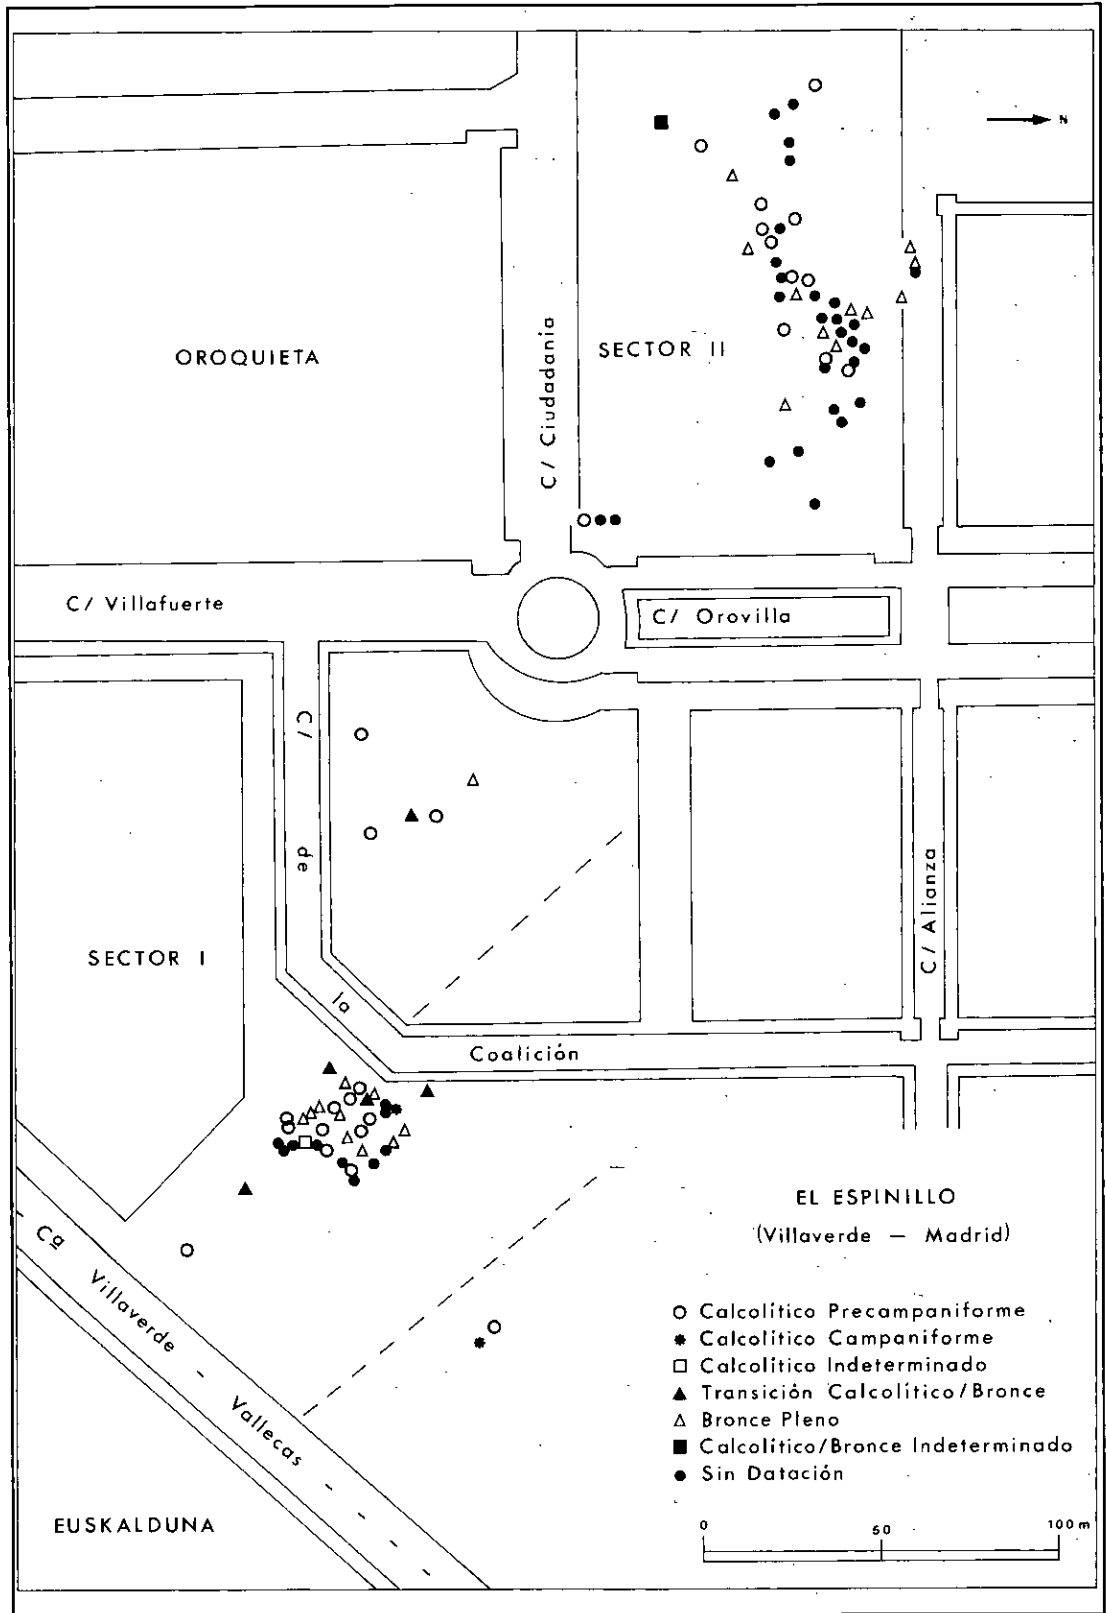 N
OROQUIETA
C/ Ciudadania
SECTOR II
C/ Villafuerte
C/ Orovilla
C/ de la Coalición
SECTOR I
C/ Alianza
Cª Villaverde - Vallecas
EL ESPINILLO
(Villaverde — Madrid)
Calcolítico Precampaniforme
Calcolítico Campaniforme
Calcolítico Indeterminado
Transición Calcolítico/Bronce
Bronce Pleno
Calcolítico/Bronce Indeterminado
Sin Datación
EUSKALDUNA
0 50 100 m